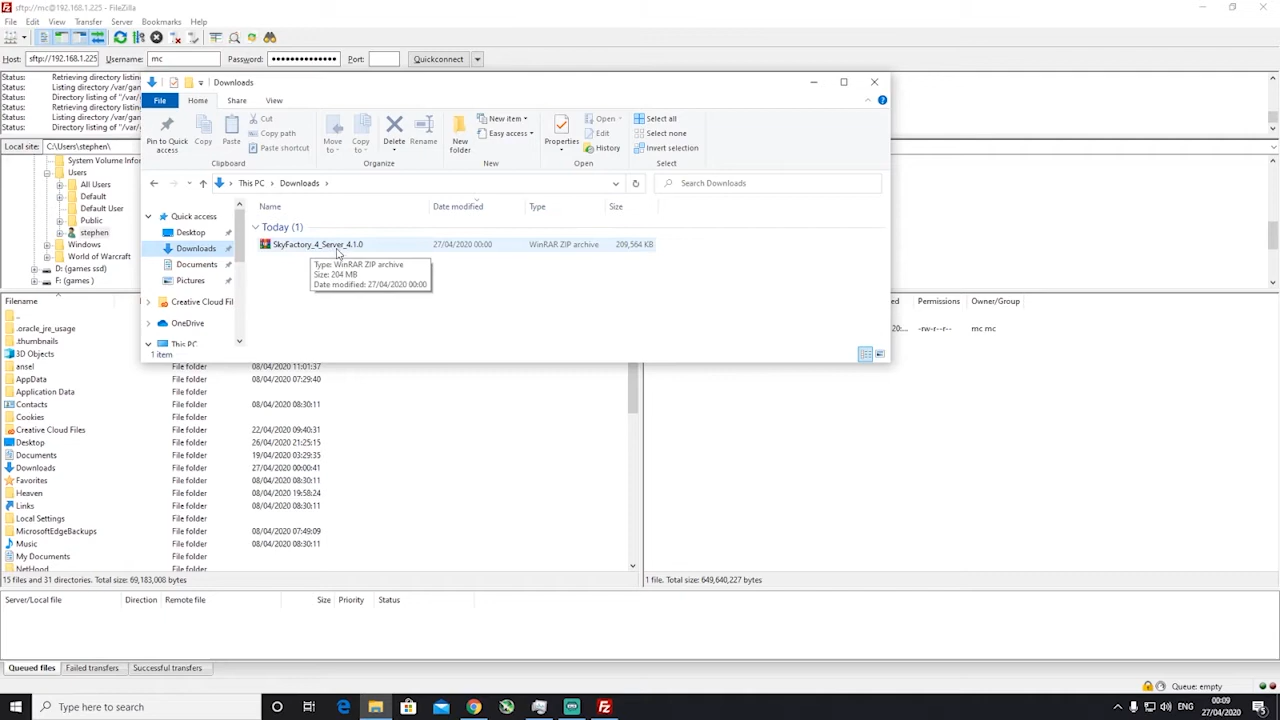 sftp://mc@192.168.1.225 - FileZilla
File Edit View Transfer Server Bookmarks Help
Host: sftp://192.168.1.225 Username: mc Password: •••••••••••••• Port: Quickconnect
Status: Retrieving directory listing
Status: Listing directory /var/gam
Status: Directory listing of "/var/ga
Status: Retrieving directory listing
Status: Listing directory /var/gam
Status: Directory listing of "/var/ga
Local site: C:\Users\stephen\
System Volume Infor
Users
All Users
Default
Default User
Public
stephen
Windows
World of Warcraft
D: (games ssd)
F: (games )
Downloads
File Home Share View
Pin to Quick access
Copy
Paste
Cut
Copy path
Paste shortcut
Clipboard
Move to
Copy to
Delete
Rename
Organize
New folder
New item
Easy access
New
Properties
Open
Edit
History
Open
Select all
Select none
Invert selection
Select
This PC > Downloads >
Search Downloads
Quick access
Desktop
Downloads
Documents
Pictures
Creative Cloud Fil
OneDrive
This PC
Name Date modified Type Size
Today (1)
SkyFactory_4_Server_4.1.0 27/04/2020 00:00 WinRAR ZIP archive 209,564 KB
Type: WinRAR ZIP archive
Size: 204 MB
Date modified: 27/04/2020 00:00
1 item
Filename
Permissions Owner/Group
..
.oracle_jre_usage
-rw-r--r-- mc mc
.thumbnails
3D Objects
ansel File folder 08/04/2020 11:01:37
AppData File folder 08/04/2020 07:29:40
Application Data File folder
Contacts File folder 08/04/2020 08:30:11
Cookies File folder
Creative Cloud Files File folder 22/04/2020 09:40:31
Desktop File folder 26/04/2020 21:25:15
Documents File folder 19/04/2020 03:29:35
Downloads File folder 27/04/2020 00:00:41
Favorites File folder 08/04/2020 08:30:11
Heaven File folder 08/04/2020 19:58:24
Links File folder 08/04/2020 08:30:11
Local Settings File folder
MicrosoftEdgeBackups File folder 08/04/2020 07:49:09
Music File folder 08/04/2020 08:30:11
My Documents File folder
NetHood File folder
15 files and 31 directories. Total size: 69,183,008 bytes
1 file. Total size: 649,640,227 bytes
Server/Local file Direction Remote file Size Priority Status
Queued files Failed transfers Successful transfers
Queue: empty
Type here to search
ENG
00:09
27/04/2020